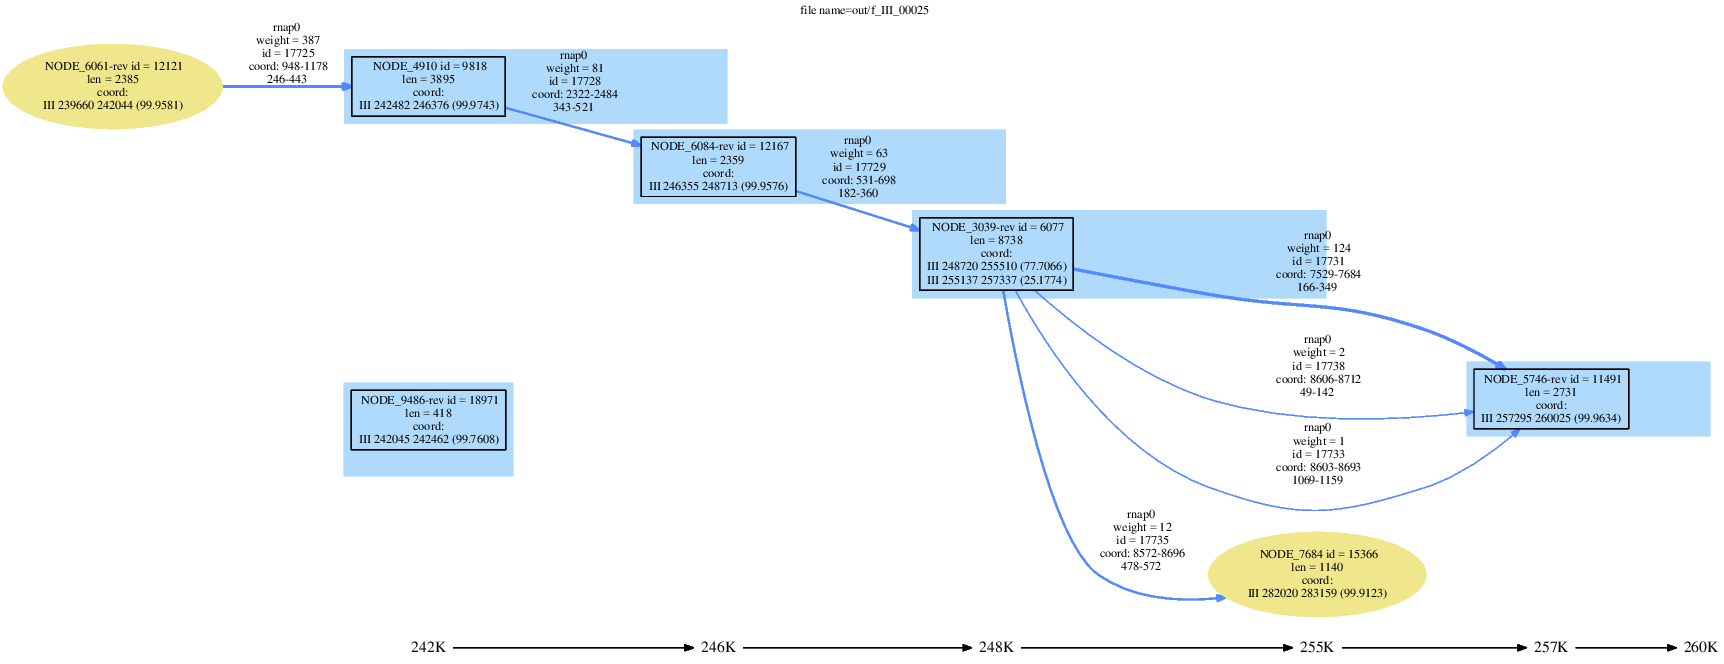 file name=out/f_III_00025
NODE_6061-rev id = 12121
len = 2385
coord:
III 239660 242044 (99.9581)
rnap0
weight = 387
id = 17725
coord: 948-1178
246-443
NODE_4910 id = 9818
len = 3895
coord:
III 242482 246376 (99.9743)
rnap0
weight = 81
id = 17728
coord: 2322-2484
343-521
NODE_6084-rev id = 12167
len = 2359
coord:
III 246355 248713 (99.9576)
rnap0
weight = 63
id = 17729
coord: 531-698
182-360
NODE_3039-rev id = 6077
len = 8738
coord:
III 248720 255510 (77.7066)
III 255137 257337 (25.1774)
rnap0
weight = 124
id = 17731
coord: 7529-7684
166-349
rnap0
weight = 2
id = 17738
coord: 8606-8712
49-142
NODE_5746-rev id = 11491
len = 2731
coord:
III 257295 260025 (99.9634)
NODE_9486-rev id = 18971
len = 418
coord:
III 242045 242462 (99.7608)
rnap0
weight = 1
id = 17733
coord: 8603-8693
1069-1159
rnap0
weight = 12
id = 17735
coord: 8572-8696
478-572
NODE_7684 id = 15366
len = 1140
coord:
III 282020 283159 (99.9123)
242K 246K 248K 255K 257K 260K